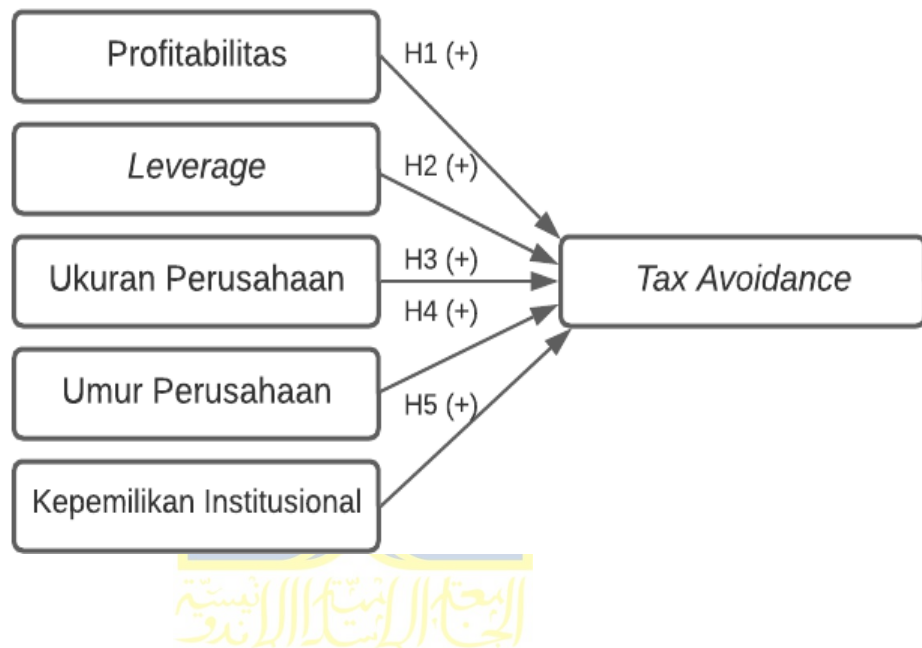 Profitabilitas
H1 (+)
Leverage
H2 (+)
Ukuran Perusahaan
H3 (+)
Tax Avoidance
H4 (+)
Umur Perusahaan
H5 (+)
Kepemilikan Institusional